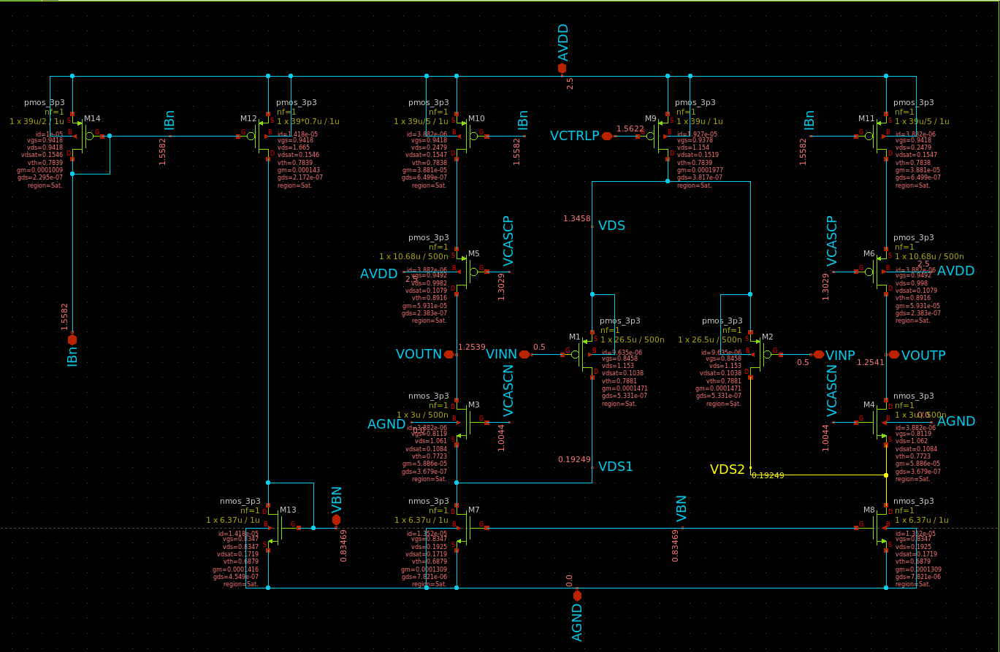 AVDD
2.5
pmos_3p3
nf=1
1 x 39u/2 / 1u
M14
S
B
G
D
vgs=0.9418
vds=0.9418
vdsat=0.1546
vth=0.7839
gm=0.0001009
gds=2.295e-07
region=Sat.
IBn
1.5582
pmos_3p3
nf=1
1 x 39*0.7u / 1u
M12
S
G
B
D
id=1.418e-05
vgs=0.9418
vds=1.665
vdsat=0.1546
vth=0.7839
gm=0.000143
gds=2.172e-07
region=Sat.
pmos_3p3
nf=1
1 x 39u/5 / 1u
M10
S
B
G
D
id=3.882e-06
vgs=0.9418
vds=0.2479
vdsat=0.1547
vth=0.7838
gm=3.881e-05
gds=6.499e-07
region=Sat.
IBn
1.5582
VCTRLP
1.5622
pmos_3p3
nf=1
1 x 39u / 1u
M9
S
G
B
D
id=1.927e-05
vgs=0.9378
vds=1.154
vdsat=0.1519
vth=0.7839
gm=0.0001977
gds=3.817e-07
region=Sat.
IBn
1.5582
pmos_3p3
nf=1
1 x 39u/5 / 1u
M11
S
G
B
D
id=3.882e-06
vgs=0.9418
vds=0.2479
vdsat=0.1547
vth=0.7838
gm=3.881e-05
gds=6.499e-07
region=Sat.
1.3458
VDS
pmos_3p3
nf=1
1 x 10.68u / 500n
M5
S
B
G
D
AVDD
id=3.882e-06
vgs=0.9492
vds=0.9982
vdsat=0.1079
vth=0.8916
gm=5.931e-05
gds=2.383e-07
region=Sat.
VCASCP
1.3029
VCASCP
1.3029
pmos_3p3
nf=1
1 x 10.68u / 500n
M6
S
G
B
D
2.5
AVDD
id=3.882e-06
vgs=0.9492
vds=0.998
vdsat=0.1079
vth=0.8916
gm=5.931e-05
gds=2.383e-07
region=Sat.
1.5582
IBn
VOUTN
1.2539
VINN
0.5
pmos_3p3
nf=1
1 x 26.5u / 500n
M1
S
G
B
D
id=9.635e-06
vgs=0.8458
vds=1.153
vdsat=0.1038
vth=0.7881
gm=0.0001471
gds=5.331e-07
region=Sat.
pmos_3p3
nf=1
1 x 26.5u / 500n
M2
S
B
G
D
id=9.635e-06
vgs=0.8458
vds=1.153
vdsat=0.1038
vth=0.7881
gm=0.0001471
gds=5.331e-07
region=Sat.
0.5
VINP
1.2541
VOUTP
nmos_3p3
nf=1
1 x 3u / 500n
M3
D
B
G
S
AGND
id=3.882e-06
vgs=0.8119
vds=1.061
vdsat=0.1084
vth=0.7723
gm=5.886e-05
gds=3.679e-07
region=Sat.
VCASCN
1.0044
VCASCN
1.0044
nmos_3p3
nf=1
1 x 3u / 500n
M4
D
G
B
S
0.0
AGND
id=3.882e-06
vgs=0.8119
vds=1.062
vdsat=0.1084
vth=0.7723
gm=5.886e-05
gds=3.679e-07
region=Sat.
0.19249
VDS1
VDS2
0.19249
nmos_3p3
nf=1
1 x 6.37u / 1u
M13
D
B
G
S
id=1.418e-05
vgs=0.8347
vds=0.8347
vdsat=0.1719
vth=0.6879
gm=0.0001416
gds=4.549e-07
region=Sat.
VBN
0.83469
nmos_3p3
nf=1
1 x 6.37u / 1u
M7
D
B
G
S
id=1.352e-05
vgs=0.8347
vds=0.1925
vdsat=0.1719
vth=0.6879
gm=0.0001309
gds=7.821e-06
region=Sat.
VBN
0.83469
nmos_3p3
nf=1
1 x 6.37u / 1u
M8
D
G
B
S
id=1.352e-05
vgs=0.8347
vds=0.1925
vdsat=0.1719
vth=0.6879
gm=0.0001309
gds=7.821e-06
region=Sat.
0.0
AGND